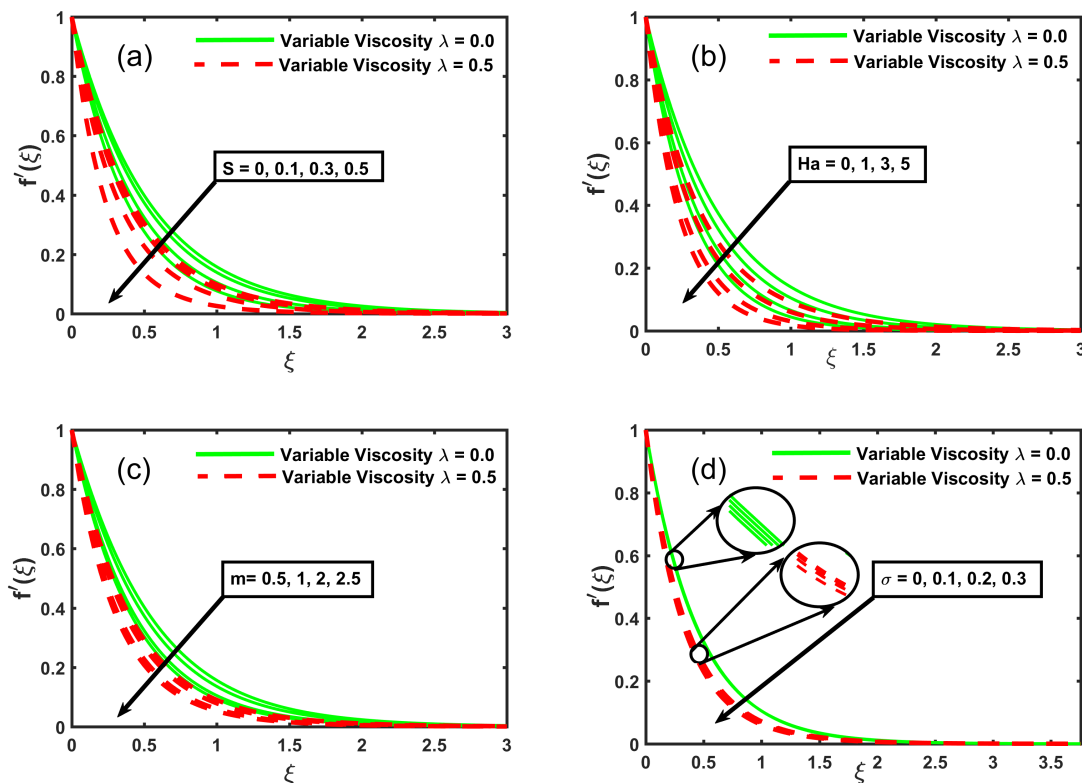 (a)
Variable Viscosity λ = 0.0
Variable Viscosity λ = 0.5
S = 0, 0.1, 0.3, 0.5
f′(ξ)
1
0.8
0.6
0.4
0.2
0
0 0.5 1 1.5 2 2.5 3
ξ
(b)
Variable Viscosity λ = 0.0
Variable Viscosity λ = 0.5
Ha = 0, 1, 3, 5
f′(ξ)
1
0.8
0.6
0.4
0.2
0
0 0.5 1 1.5 2 2.5 3
ξ
(c)
Variable Viscosity λ = 0.0
Variable Viscosity λ = 0.5
m= 0.5, 1, 2, 2.5
f′(ξ)
1
0.8
0.6
0.4
0.2
0
0 0.5 1 1.5 2 2.5 3
ξ
(d)
Variable Viscosity λ = 0.0
Variable Viscosity λ = 0.5
σ = 0, 0.1, 0.2, 0.3
f′(ξ)
1
0.8
0.6
0.4
0.2
0
0 0.5 1 1.5 2 2.5 3 3.5
ξ